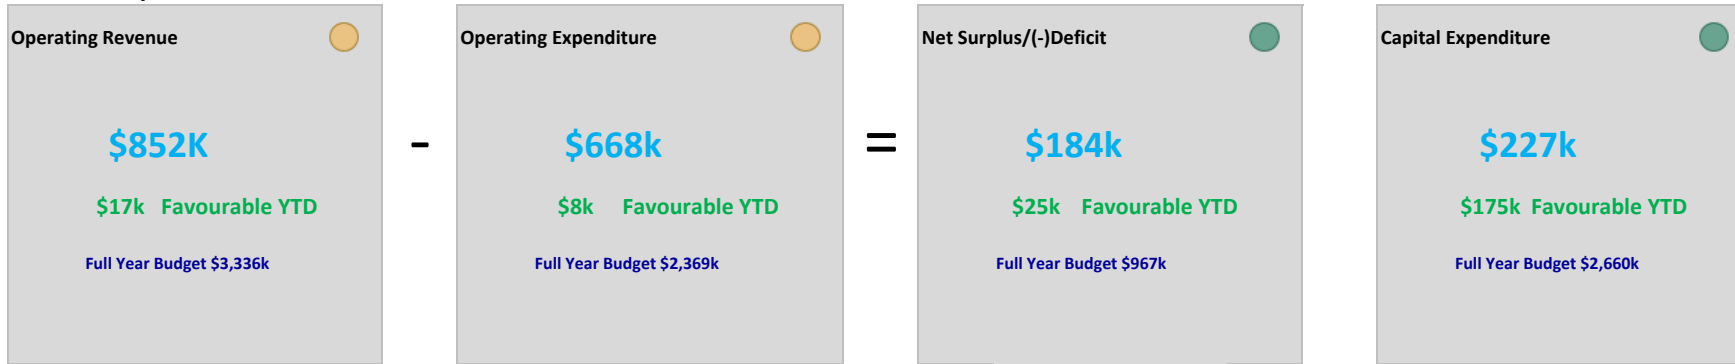 Operating Revenue
$852K
$17k Favourable YTD
Full Year Budget $3,336k
-
Operating Expenditure
$668k
$8k Favourable YTD
Full Year Budget $2,369k
=
Net Surplus/(-)Deficit
$184k
$25k Favourable YTD
Full Year Budget $967k
Capital Expenditure
$227k
$175k Favourable YTD
Full Year Budget $2,660k